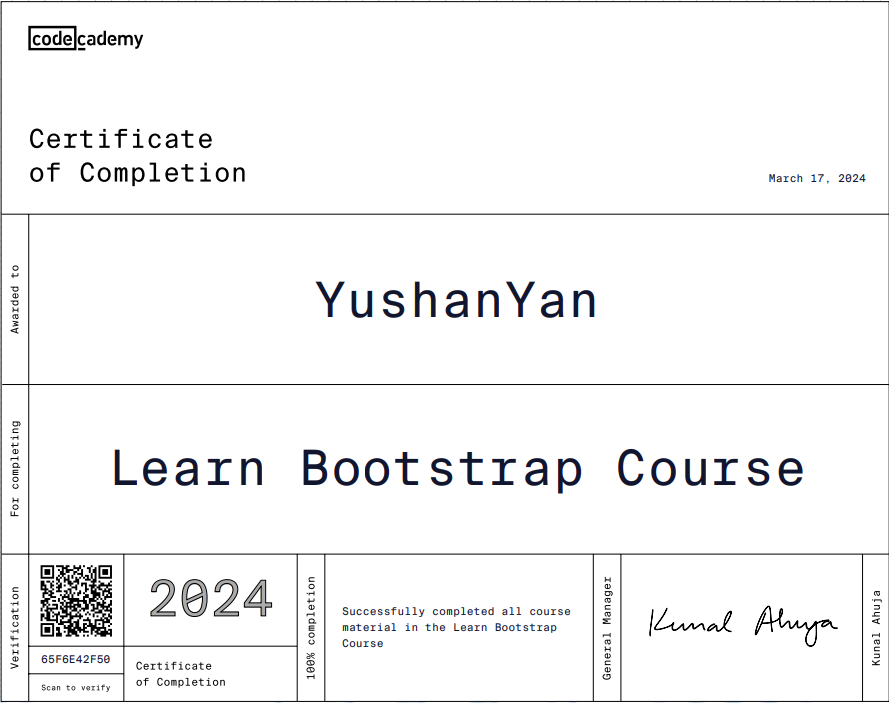 codecademy
Certificate
of Completion
March 17, 2024
Awarded to
YushanYan
For completing
Learn Bootstrap Course
Verification
65F6E42F50
Scan to verify
2024
Certificate
of Completion
100% completion
Successfully completed all course
material in the Learn Bootstrap
Course
General Manager
Kunal Ahuja
Kunal Ahuja